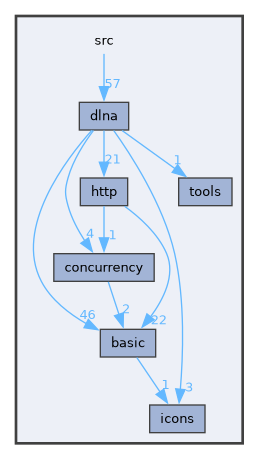 src
57
dlna
21
1
http
tools
4
1
concurrency
2
46
22
basic
1
3
icons